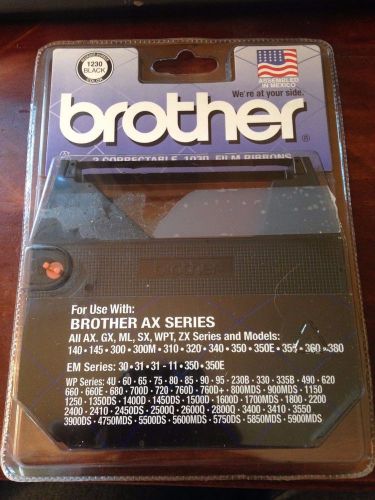 1230
BLACK
ASSEMBLED
IN MEXICO
We're at your side.
brother®
2 CORRECTABLE 1030 FILM RIBBONS
brother
For Use With:
BROTHER AX SERIES
All AX, GX, ML, SX, WPT, ZX Series and Models:
140 • 145 • 300 • 300M • 310 • 320 • 340 • 350 • 350E • 355 • 360 • 380
EM Series: 30 • 31 • 31 - 11 • 350 • 350E
WP Series: 4U • 60 • 65 • 75 • 80 • 85 • 90 • 95 • 230B • 330 • 335B • 490 • 620
660 • 660E • 680 • 700D • 720 • 760 • 760D • 760D+ • 800MDS • 900MDS • 1150
1250 • 1350DS • 1400D • 1450DS • 1500D • 1600D • 1700MDS • 1800 • 2200
2400 • 2410 • 2450DS • 2500Q • 2600Q • 2800Q • 3400 • 3410 • 3550
3900DS • 4750MDS • 5500DS • 5600MDS • 5750DS • 5850MDS • 5900MDS